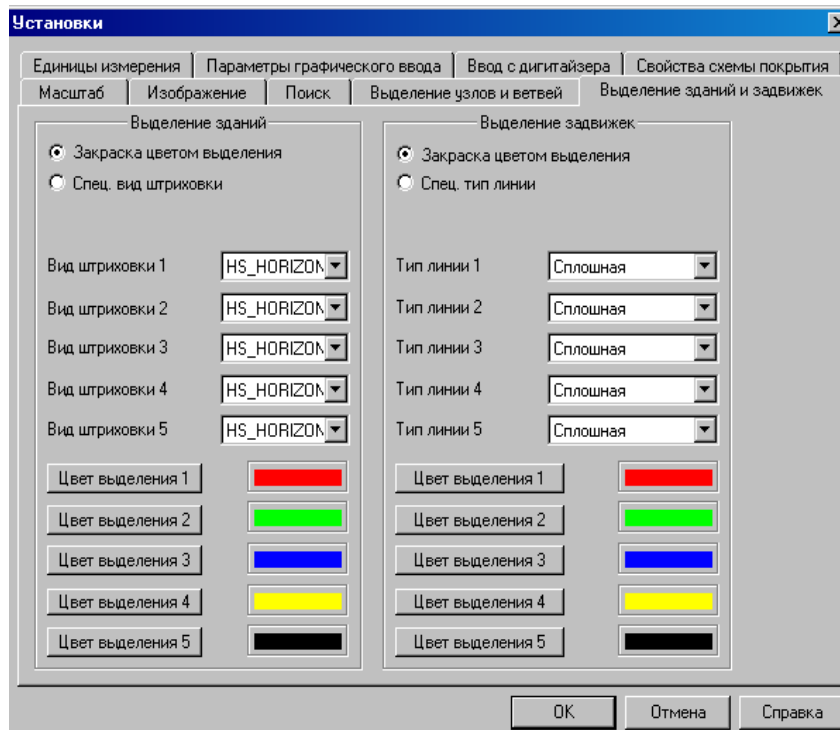 Установки
Единицы измерения Параметры графического ввода Ввод с дигитайзера Свойства схемы покрытия
Масштаб Изображение Поиск Выделение узлов и ветвей Выделение зданий и задвижек
Выделение зданий
Закраска цветом выделения
Спец. вид штриховки
Вид штриховки 1 HS_HORIZON
Вид штриховки 2 HS_HORIZON
Вид штриховки 3 HS_HORIZON
Вид штриховки 4 HS_HORIZON
Вид штриховки 5 HS_HORIZON
Цвет выделения 1
Цвет выделения 2
Цвет выделения 3
Цвет выделения 4
Цвет выделения 5
Выделение задвижек
Закраска цветом выделения
Спец. тип линии
Тип линии 1 Сплошная
Тип линии 2 Сплошная
Тип линии 3 Сплошная
Тип линии 4 Сплошная
Тип линии 5 Сплошная
Цвет выделения 1
Цвет выделения 2
Цвет выделения 3
Цвет выделения 4
Цвет выделения 5
OK Отмена Справка